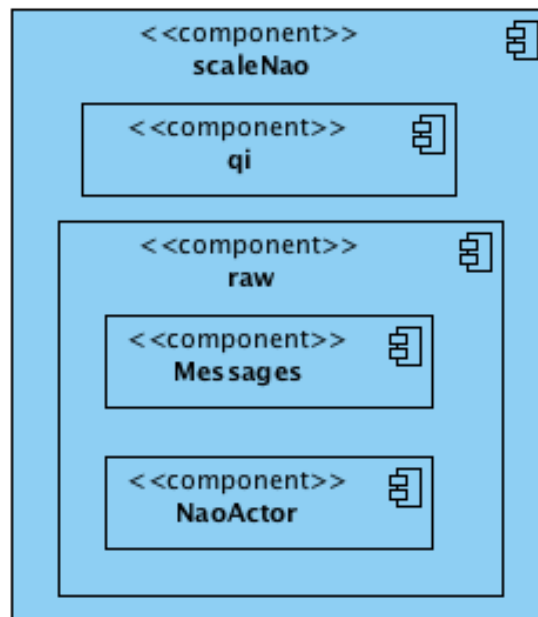 <<component>>
scaleNao
<<component>>
qi
<<component>>
raw
<<component>>
Messages
<<component>>
NaoActor